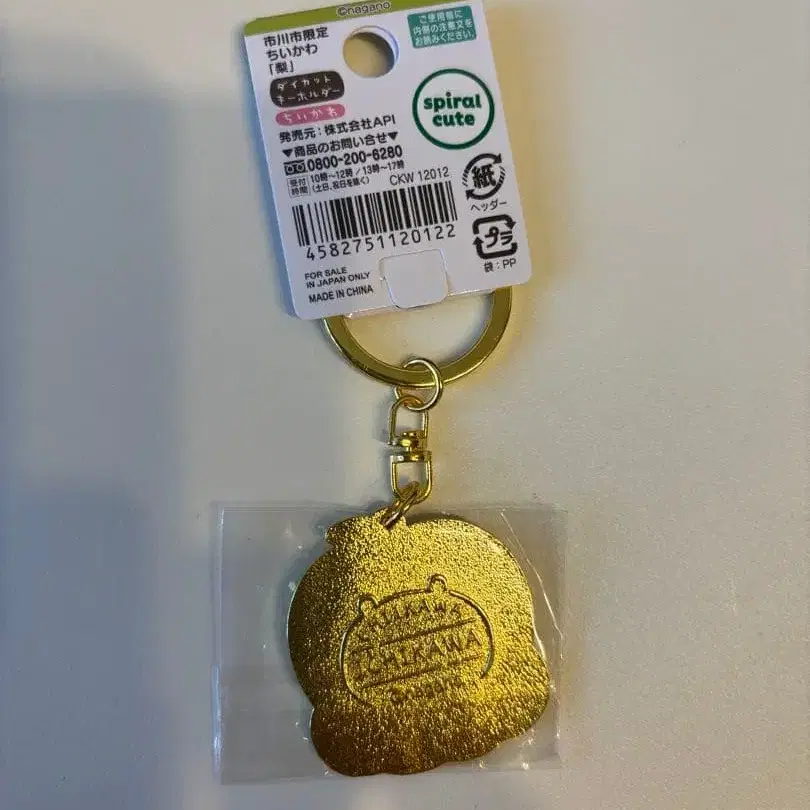 ©nagano
市川市限定
ちいかわ
「梨」
ダイカット
キーホルダー
ちいかわ
発売元:株式会社API
▼商品のお問い合せ▼
0800-200-6280
受付時間 10時〜12時/13時〜17時
(土日、祝日を除く)
CKW 12012
4582751120122
FOR SALE
IN JAPAN ONLY
MADE IN CHINA
ご使用前に
内側の注意文を
お読みください
spiral
cute
紙
ヘッダー
プラ
袋:PP
CHIIKAWA
ICHIKAWA
©nagano